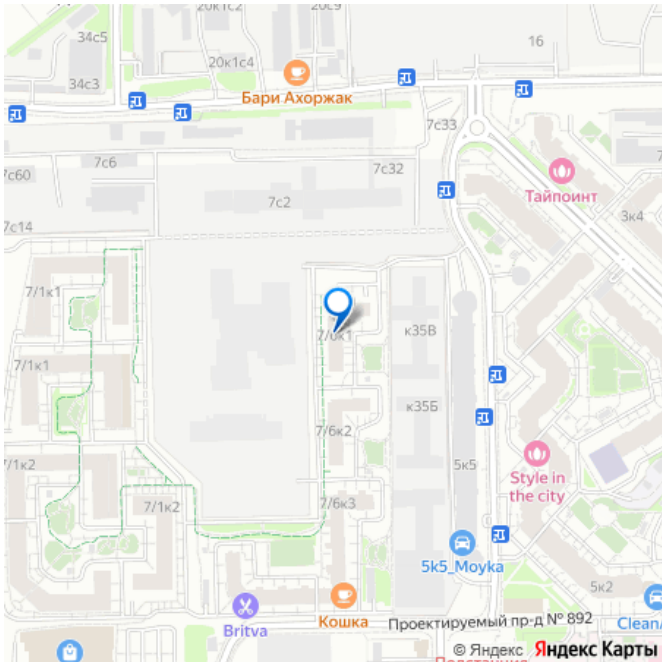 34с5
20к1с2
20с9
16
34с3
20к1с4
Бари Ахоржак
7с33
7с6
7с32
7с60
Тайпоинт
7с2
3к4
7с14
7/1к1
7/6к1
к35В
7/1к1
к35Б
7/6к2
7/1к2
5к5
Style in
the city
7/6к3
7/1к2
5k5_Moyka
5к2
Кошка
Проектируемый пр-д № 892
Britva
Clean
© Яндекс Яндекс Карты